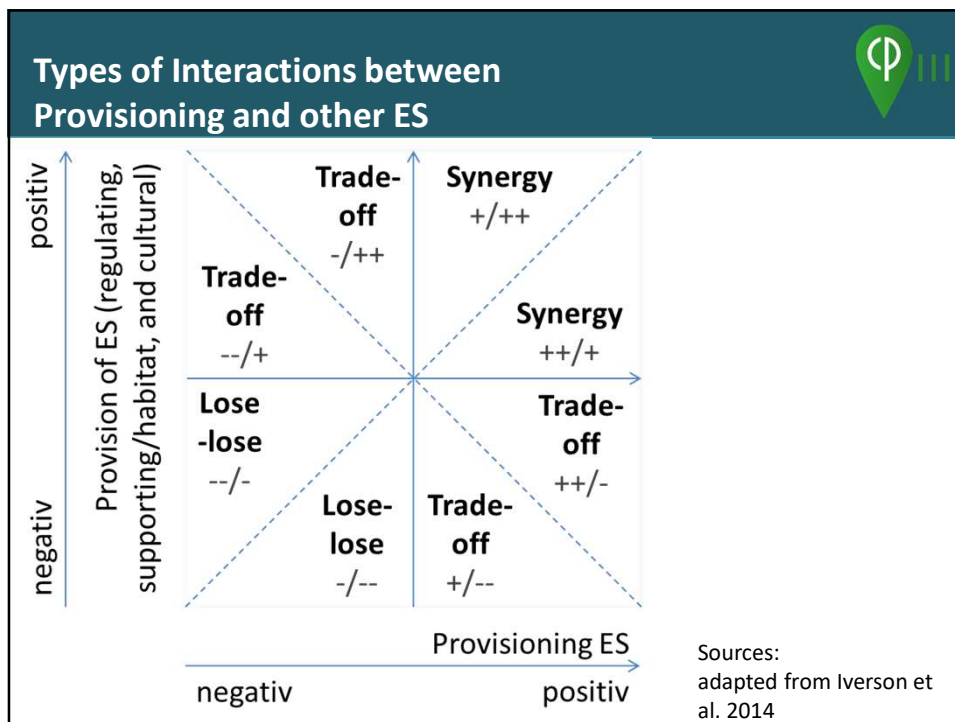 Types of Interactions between
Provisioning and other ES
φ
positiv
negativ
Provision of ES (regulating,
supporting/habitat, and cultural)
Trade-
off
-/++
Synergy
+/++
Trade-
off
--/+
Synergy
++/+
Lose
-lose
--/-
Trade-
off
++/-
Lose-
lose
-/--
Trade-
off
+/--
Provisioning ES
negativ
positiv
Sources:
adapted from Iverson et
al. 2014